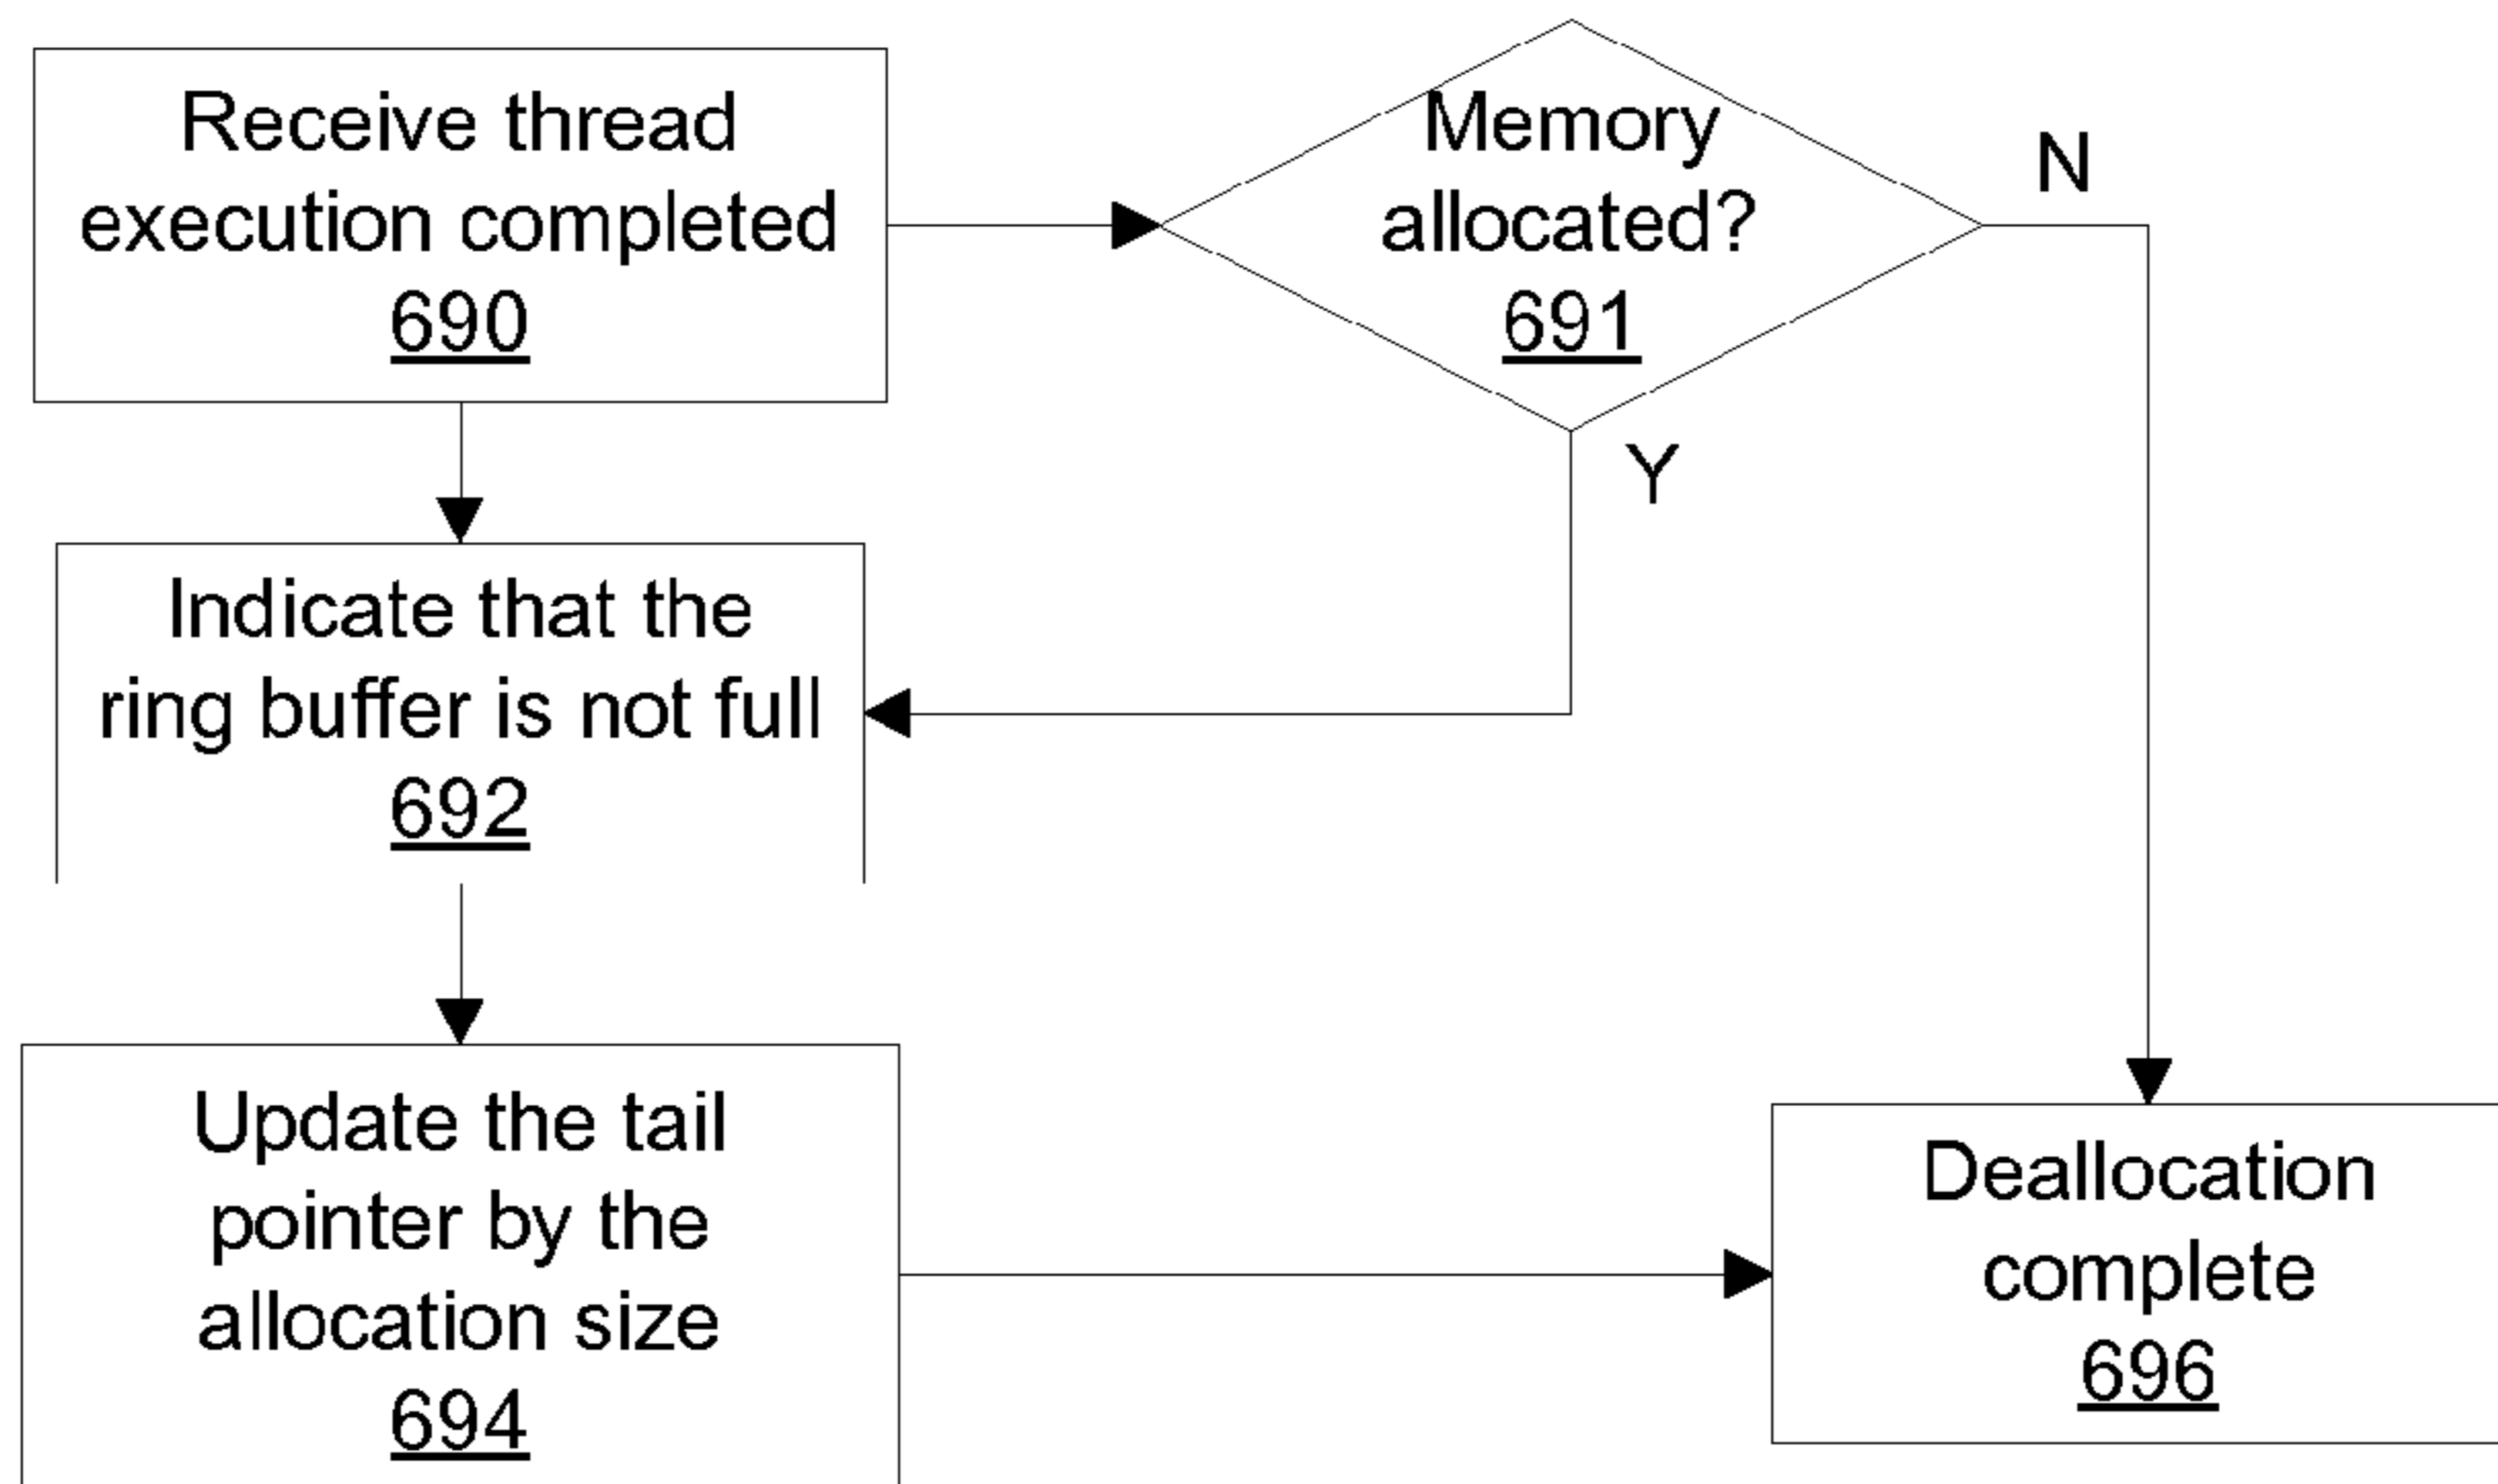 Receive thread
execution completed
690
Memory
allocated?
691
N
Y
Indicate that the
ring buffer is not full
692
Update the tail
pointer by the
allocation size
694
Deallocation
complete
696